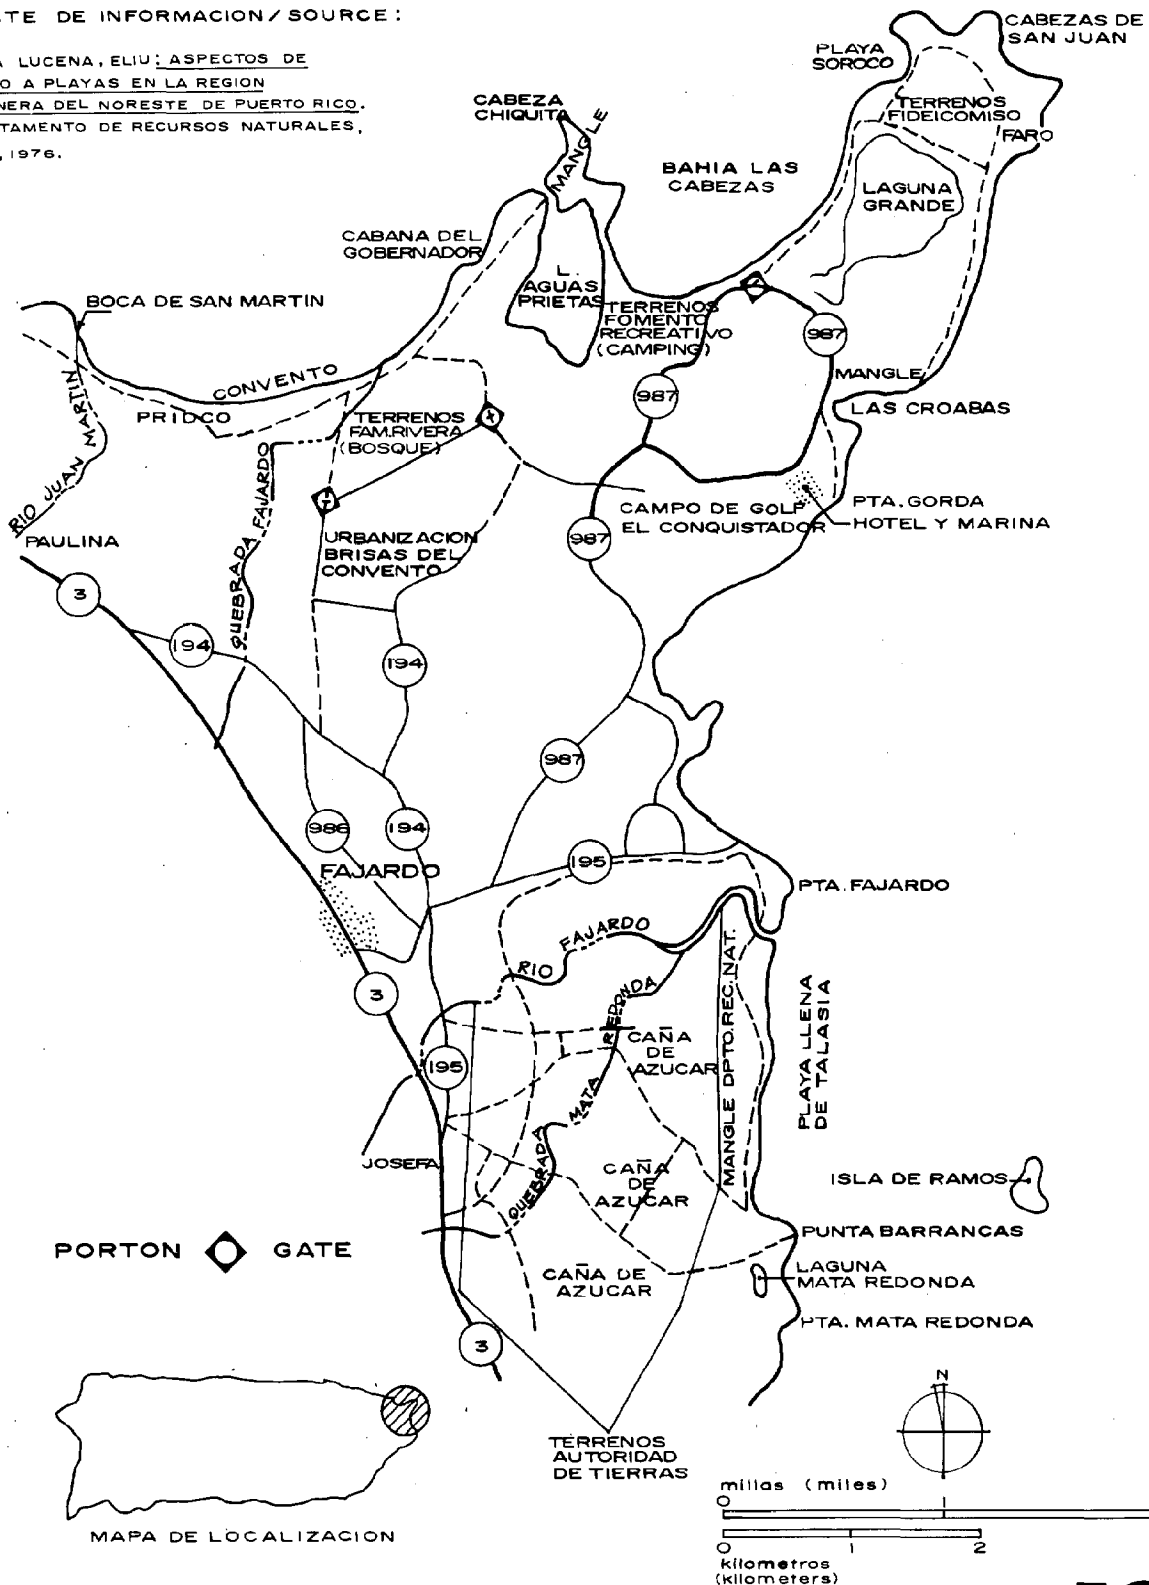 TE DE INFORMACION/SOURCE:
A LUCENA, ELIU: ASPECTOS DE
O A PLAYAS EN LA REGION
NERA DEL NORESTE DE PUERTO RICO.
TAMENTO DE RECURSOS NATURALES,
, 1976.
CABEZAS DE
SAN JUAN
PLAYA
SOROCO
TERRENOS
FIDEICOMISO
FARO
CABEZA
CHIQUITA
MANGLE
BAHIA LAS
CABEZAS
LAGUNA
GRANDE
CABANA DEL
GOBERNADOR
L.
AGUAS
PRIETAS
BOCA DE SAN MARTIN
TERRENOS
FOMENTO
RECREATIVO
(CAMPING)
987
987
MANGLE
CONVENTO
PRIDCO
LAS CROABAS
TERRENOS
FAM.RIVERA
(BOSQUE)
RIO JUAN MARTIN
QUEBRADA FAJARDO
PAULINA
CAMPO DE GOLF
EL CONQUISTADOR
PTA. GORDA
HOTEL Y MARINA
987
URBANIZACION
BRISAS DEL
CONVENTO
3
194
194
987
986
194
FAJARDO
195
PTA. FAJARDO
RIO FAJARDO
3
MANGLE DPTO.REC.NAT.
PLAYA LLENA
DE TALASIA
QUEBRADA MATA REDONDA
CAÑA
DE
AZUCAR
195
JOSEFA
CAÑA
DE
AZUCAR
ISLA DE RAMOS
PUNTA BARRANCAS
PORTON GATE
CAÑA DE
AZUCAR
LAGUNA
MATA REDONDA
PTA. MATA REDONDA
3
N
TERRENOS
AUTORIDAD
DE TIERRAS
MAPA DE LOCALIZACION
millas (miles)
0 1
0 1 2
kilometros
(kilometers)